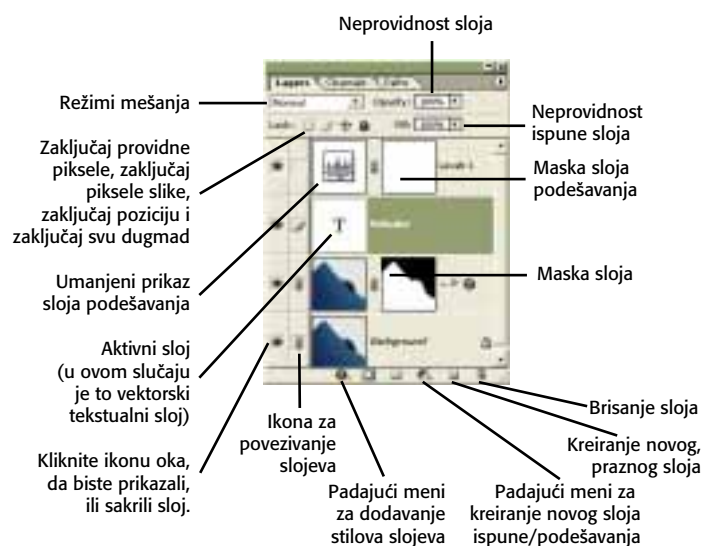 Neprovidnost sloja
Layers Channels Paths
Normal
Opacity: 100%
Režimi mešanja
Lock:
Fill: 100%
Neprovidnost
ispune sloja
Zaključaj providne
piksele, zaključaj
piksele slike,
zaključaj poziciju i
zaključaj svu dugmad
Maska sloja
podešavanja
Umanjeni prikaz
sloja podešavanja
T
Maska sloja
Aktivni sloj
(u ovom slučaju
je to vektorski
tekstualni sloj)
Background
Kliknite ikonu oka,
da biste prikazali,
ili sakrili sloj.
Ikona za
povezivanje
slojeva
Padajući meni
za dodavanje
stilova slojeva
Padajući meni za
kreiranje novog sloja
ispune/podešavanja
Kreiranje novog,
praznog sloja
Brisanje sloja